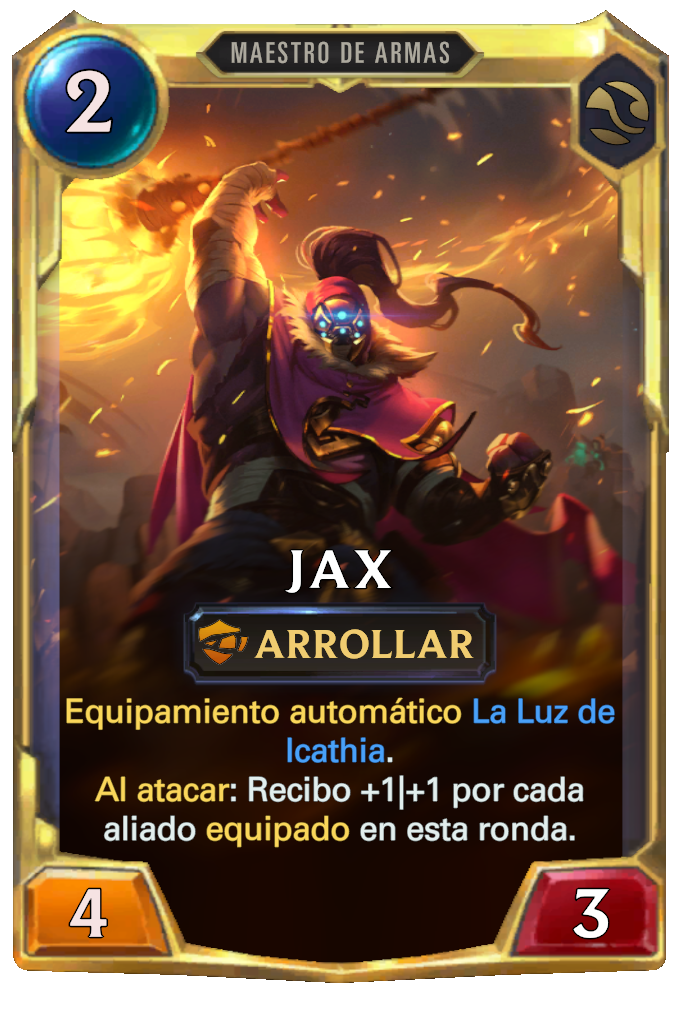 MAESTRO DE ARMAS
2
JAX
ARROLLAR
Equipamiento automático La Luz de
Icathia.
Al atacar: Recibo +1|+1 por cada
aliado equipado en esta ronda.
4
3